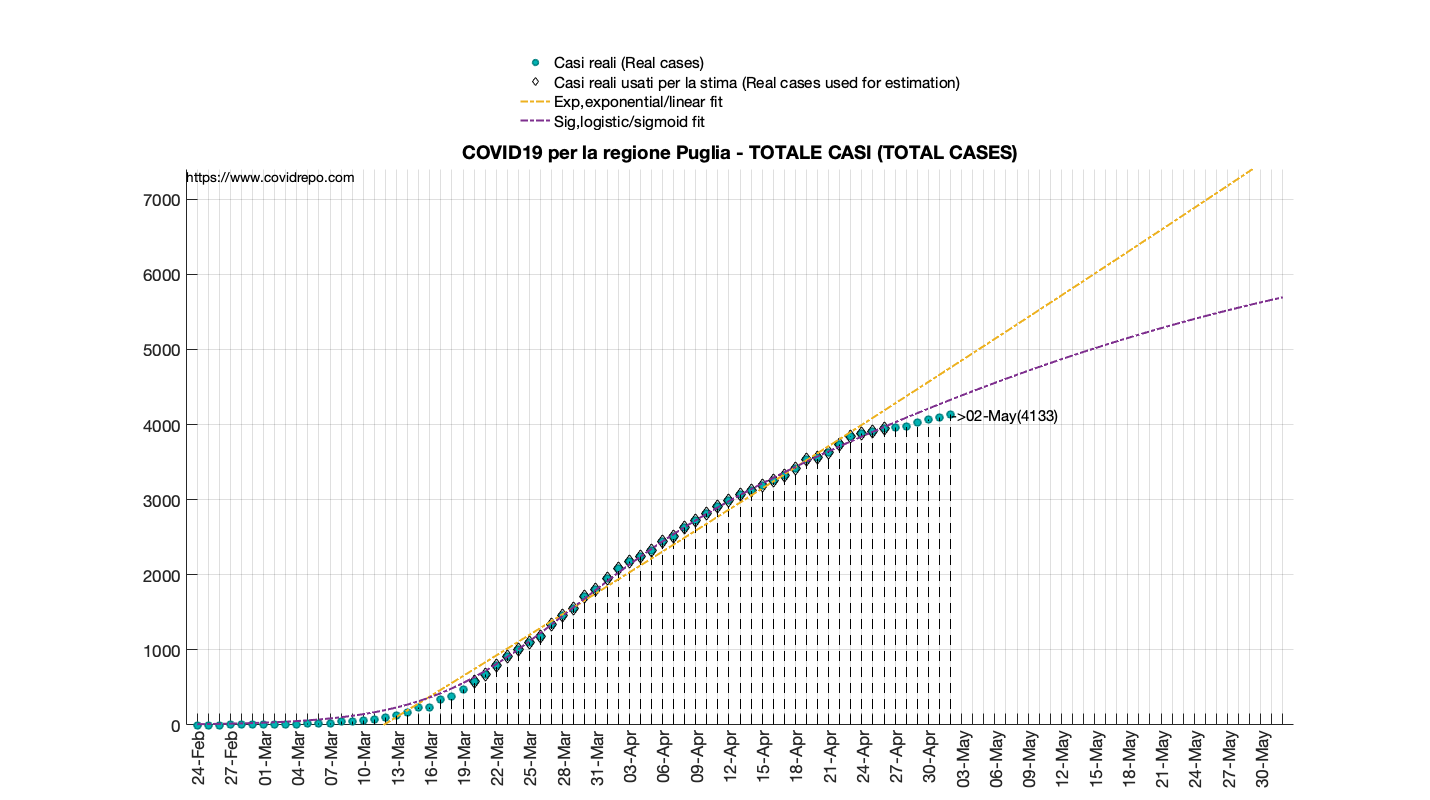 Casi reali (Real cases)
Casi reali usati per la stima (Real cases used for estimation)
Exp,exponential/linear fit
Sig,logistic/sigmoid fit
COVID19 per la regione Puglia - TOTALE CASI (TOTAL CASES)
https://www.covidrepo.com
7000
6000
5000
4000
3000
2000
1000
0
->02-May(4133)
24-Feb
27-Feb
01-Mar
04-Mar
07-Mar
10-Mar
13-Mar
16-Mar
19-Mar
22-Mar
25-Mar
28-Mar
31-Mar
03-Apr
06-Apr
09-Apr
12-Apr
15-Apr
18-Apr
21-Apr
24-Apr
27-Apr
30-Apr
03-May
06-May
09-May
12-May
15-May
18-May
21-May
24-May
27-May
30-May